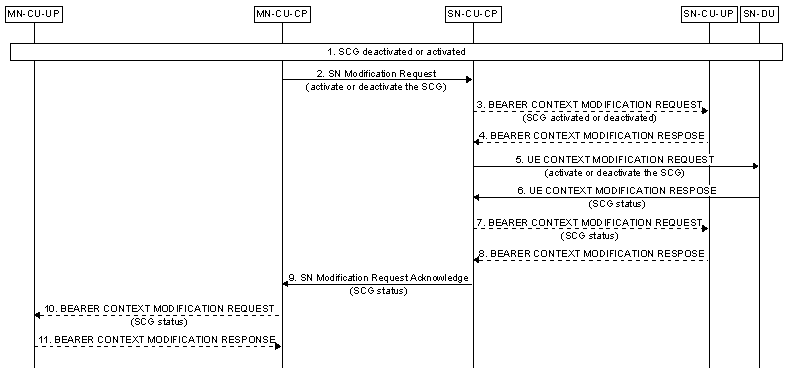 MN-CU-UP MN-CU-CP SN-CU-CP SN-CU-UP SN-DU
1. SCG deactivated or activated
2. SN Modification Request
(activate or deactivate the SCG)
3. BEARER CONTEXT MODIFICATION REQUEST
(SCG activated or deactivated)
4. BEARER CONTEXT MODIFICATION RESPOSE
5. UE CONTEXT MODIFICATION REQUEST
(activate or deactivate the SCG)
6. UE CONTEXT MODIFICATION RESPOSE
(SCG status)
7. BEARER CONTEXT MODIFICATION REQUEST
(SCG status)
8. BEARER CONTEXT MODIFICATION RESPOSE
9. SN Modification Request Acknowledge
(SCG status)
10. BEARER CONTEXT MODIFICATION REQUEST
(SCG status)
11. BEARER CONTEXT MODIFICATION RESPONSE